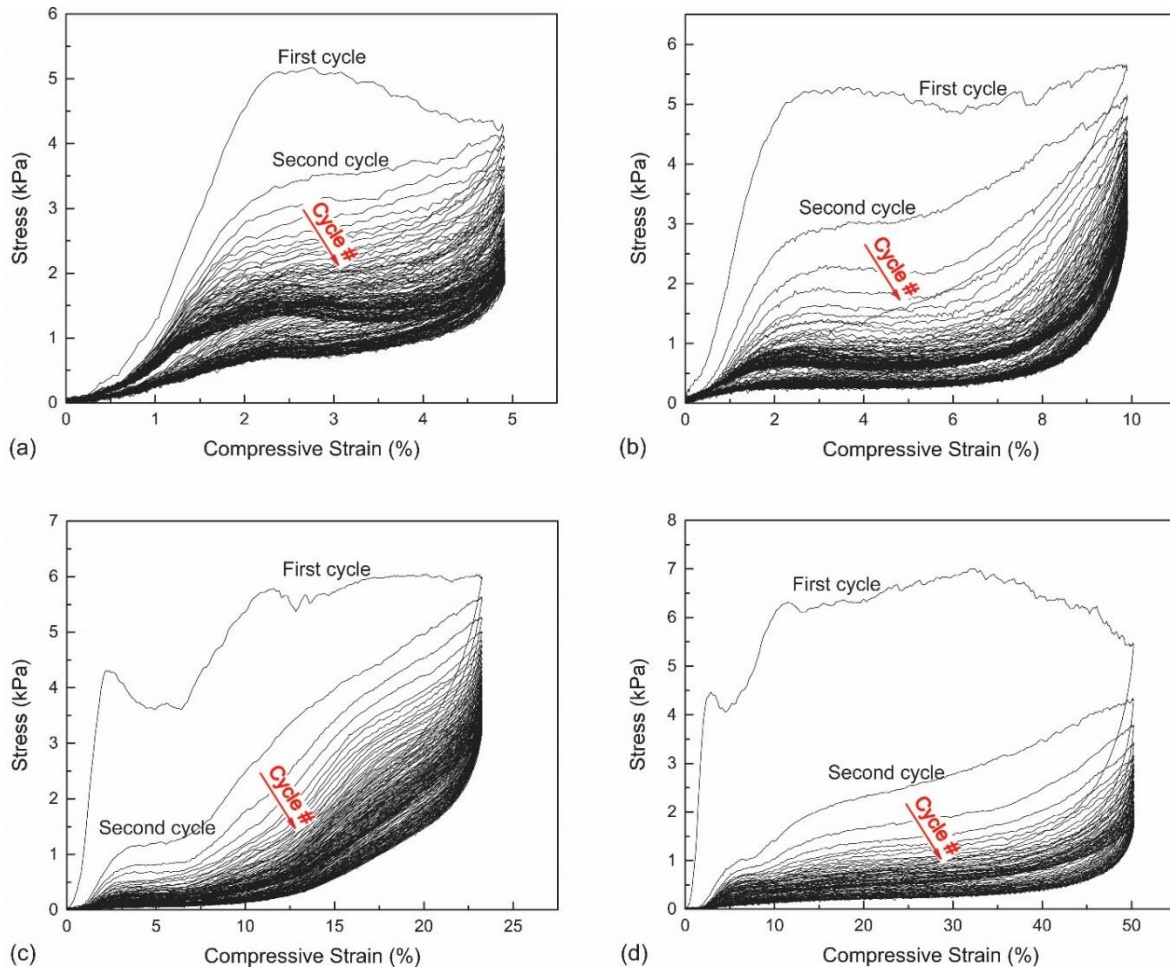 6
5
4
3
2
1
0
Stress (kPa)
First cycle
Second cycle
Cycle #
0 1 2 3 4 5
Compressive Strain (%)
(a)
6
5
4
3
2
1
0
Stress (kPa)
First cycle
Second cycle
Cycle #
0 2 4 6 8 10
Compressive Strain (%)
(b)
7
6
5
4
3
2
1
0
Stress (kPa)
First cycle
Second cycle
Cycle #
0 5 10 15 20 25
Compressive Strain (%)
(c)
8
7
6
5
4
3
2
1
0
Stress (kPa)
First cycle
Second cycle
Cycle #
0 10 20 30 40 50
Compressive Strain (%)
(d)